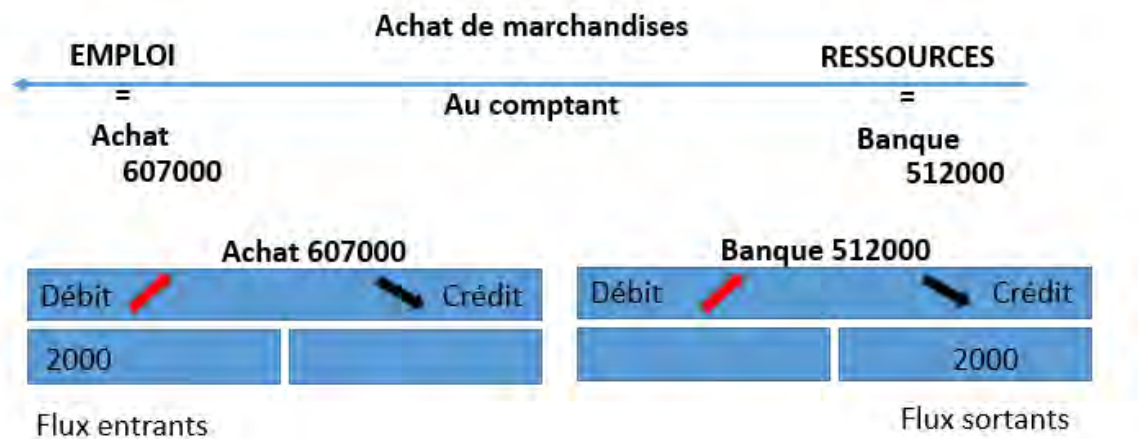 Achat de marchandises
EMPLOI
RESSOURCES
=
Au comptant
=
Achat
607000
Banque
512000
Achat 607000
Banque 512000
Débit
Crédit
Débit
Crédit
2000
2000
Flux entrants
Flux sortants